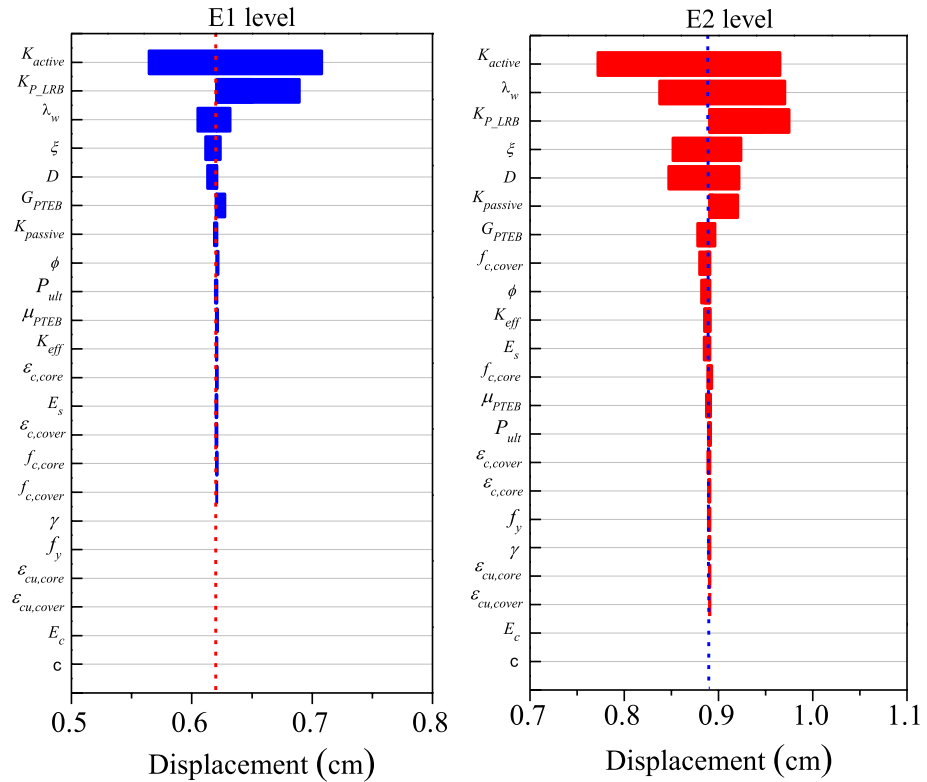 E1 level
K_active
K_P_LRB
λ_w
ξ
D
G_PTEB
K_passive
ϕ
P_ult
μ_PTEB
K_eff
ε_c,core
E_s
ε_c,cover
f_c,core
f_c,cover
γ
f_y
ε_cu,core
ε_cu,cover
E_c
c
0.5 0.6 0.7 0.8
Displacement (cm)
E2 level
K_active
λ_w
K_P_LRB
ξ
D
K_passive
G_PTEB
f_c,cover
ϕ
K_eff
E_s
f_c,core
μ_PTEB
P_ult
ε_c,cover
ε_c,core
f_y
γ
ε_cu,core
ε_cu,cover
E_c
c
0.7 0.8 0.9 1.0 1.1
Displacement (cm)